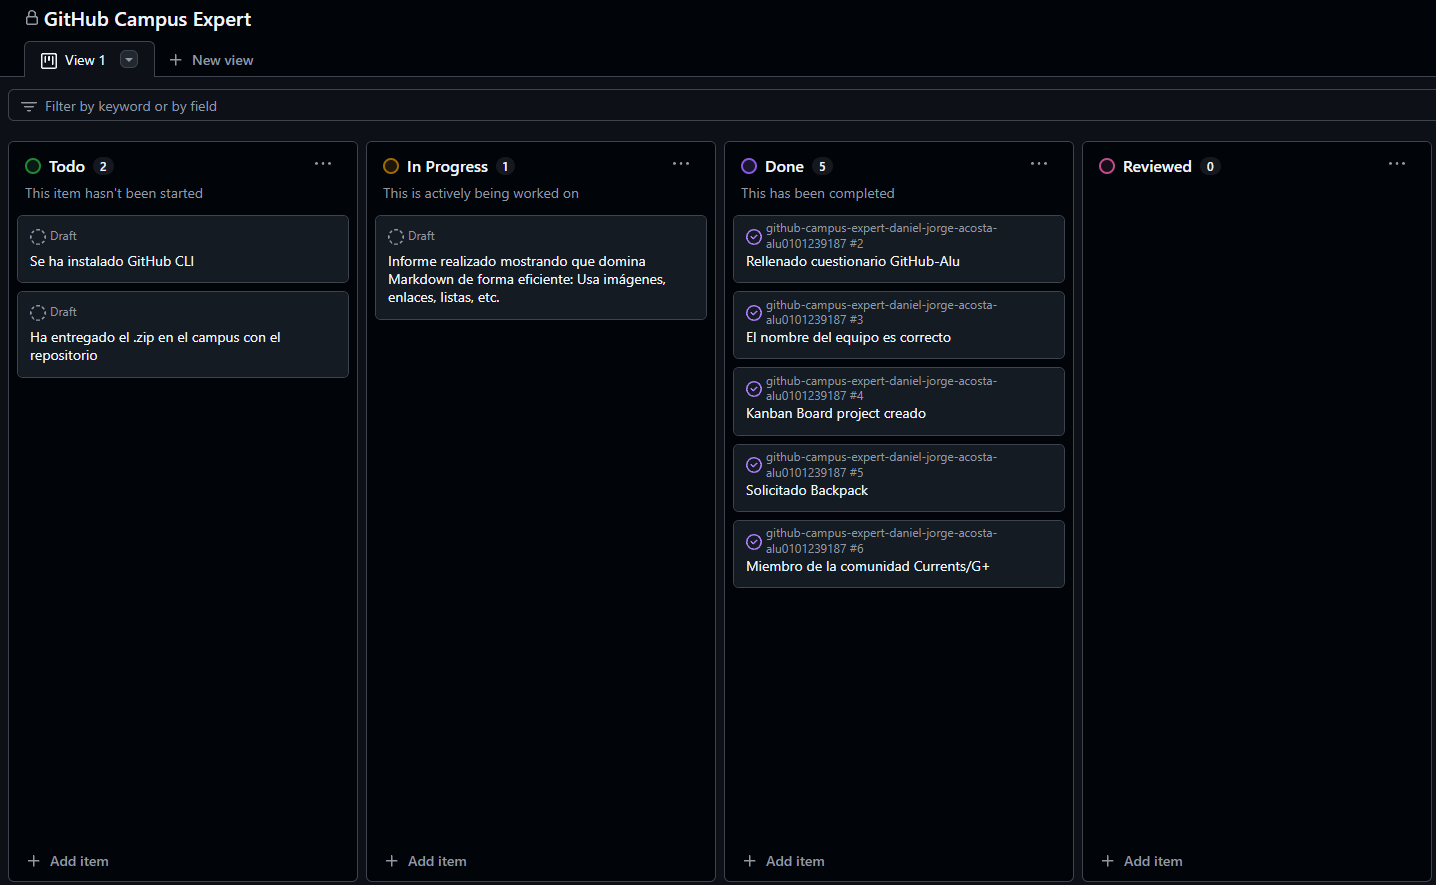 GitHub Campus Expert
View 1
New view
Filter by keyword or by field
Todo 2
This item hasn't been started
Draft
Se ha instalado GitHub CLI
Draft
Ha entregado el .zip en el campus con el
repositorio
Add item
In Progress 1
This is actively being worked on
Draft
Informe realizado mostrando que domina
Markdown de forma eficiente: Usa imágenes,
enlaces, listas, etc.
Add item
Done 5
This has been completed
github-campus-expert-daniel-jorge-acosta-
alu0101239187 #2
Rellenado cuestionario GitHub-Alu
github-campus-expert-daniel-jorge-acosta-
alu0101239187 #3
El nombre del equipo es correcto
github-campus-expert-daniel-jorge-acosta-
alu0101239187 #4
Kanban Board project creado
github-campus-expert-daniel-jorge-acosta-
alu0101239187 #5
Solicitado Backpack
github-campus-expert-daniel-jorge-acosta-
alu0101239187 #6
Miembro de la comunidad Currents/G+
Add item
Reviewed 0
Add item